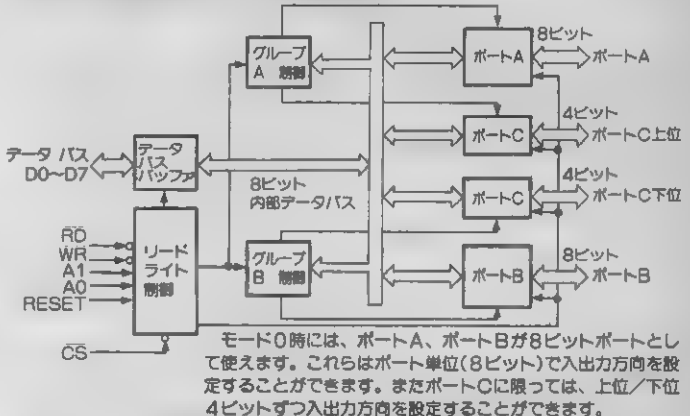 グループ
A 制御
8ビット
ポートA
ポートA
4ビット
ポートC
ポートC上位
データ バス
D0～D7
データ
バス
バッファ
8ビット
内部データバス
4ビット
ポートC
ポートC下位
RD
WR
A1
A0
RESET
CS
リード
ライト
制御
グループ
B 制御
8ビット
ポートB
ポートB
モード0時には、ポートA、ポートBが8ビットポートとし
て使えます。これらはポート単位(8ビット)で入出力方向を設
定することができます。またポートCに限っては、上位/下位
4ビットずつ入出力方向を設定することができます。